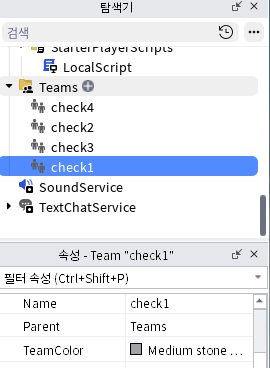 탐색기
검색
StarterPlayerScripts
LocalScript
Teams
check4
check2
check3
check1
SoundService
TextChatService
속성 - Team "check1"
필터 속성 (Ctrl+Shift+P)
Name check1
Parent Teams
TeamColor Medium stone ...